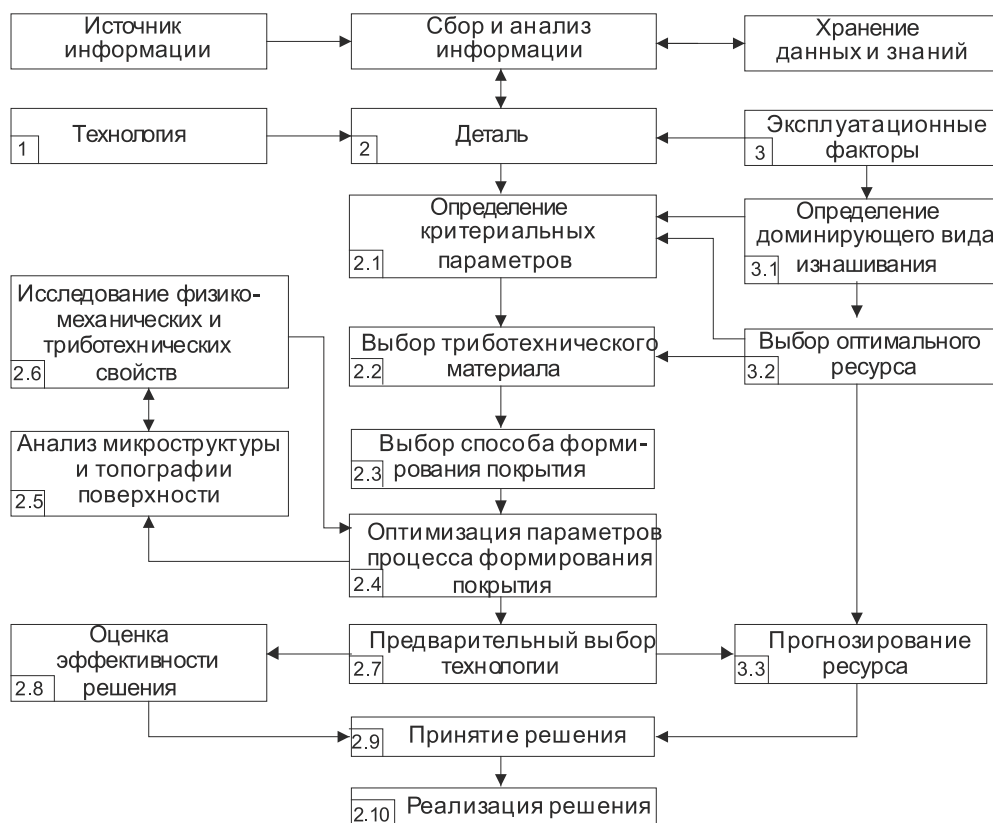 Источник
информации
Сбор и анализ
информации
Хранение
данных и знаний
1
Технология
2
Деталь
3
Эксплуатационные
факторы
Определение
критериальных
параметров
2.1
Определение
доминирующего вида
изнашивания
3.1
Исследование физико-
механических и
триботехнических
свойств
2.6
Выбор триботехнического
материала
2.2
Выбор оптимального
ресурса
3.2
Анализ микроструктуры
и топографии
поверхности
2.5
Выбор способа форми-
рования покрытия
2.3
Оптимизация параметров
процесса формирования
покрытия
2.4
Оценка
эффективности
решения
2.8
Предварительный выбор
технологии
2.7
Прогнозирование
ресурса
3.3
2.9
Принятие решения
2.10
Реализация решения